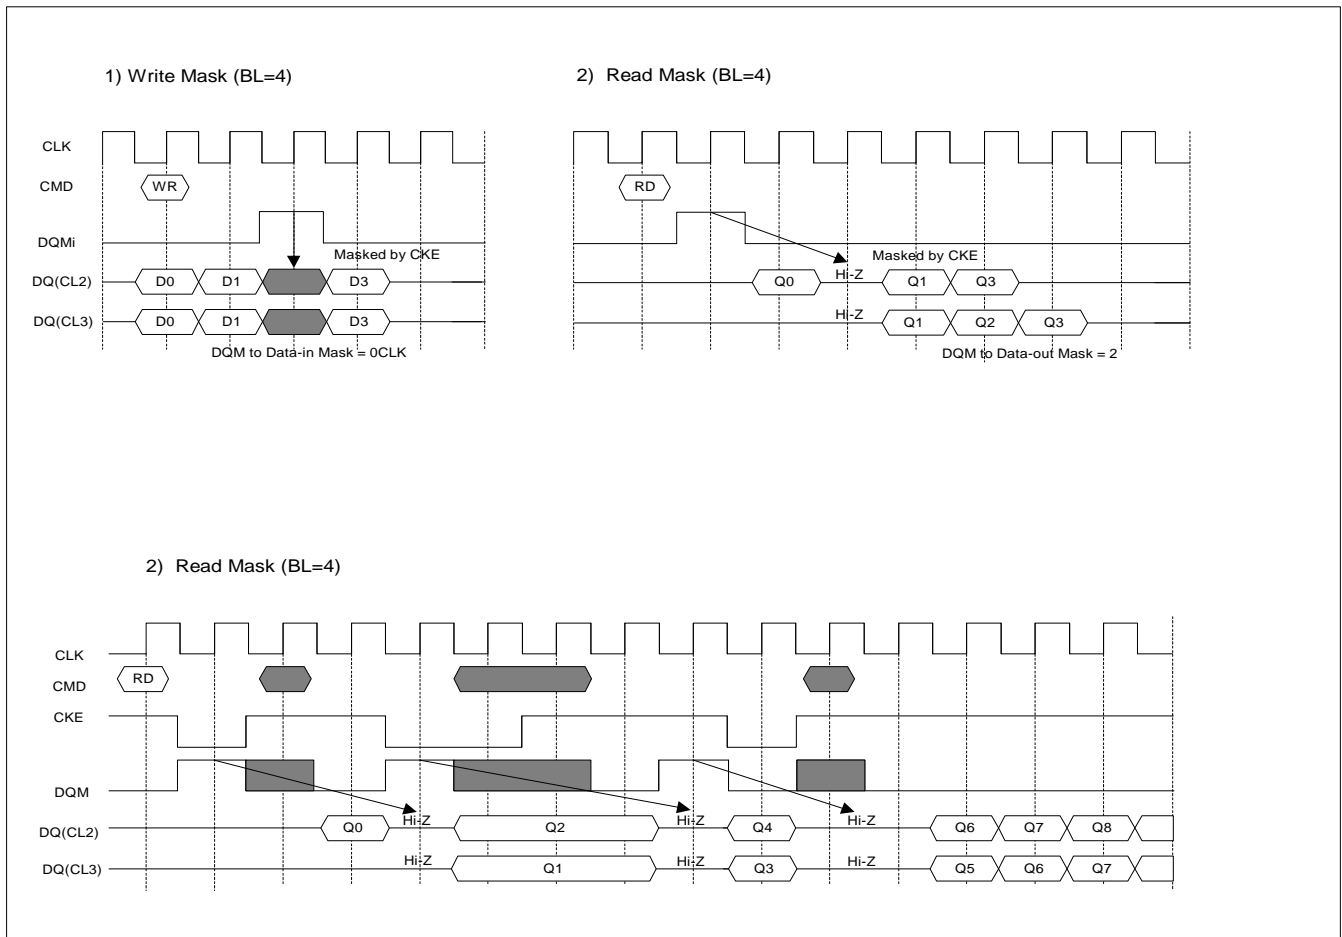 1) Write Mask (BL=4)
2) Read Mask (BL=4)
CLK
CMD
WR
RD
DQMi
Masked by CKE
Masked by CKE
DQ(CL2)
D0 D1 D3
Hi-Z
Q0 Q1 Q3
DQ(CL3)
D0 D1 D3
Hi-Z
Q1 Q2 Q3
DQM to Data-in Mask = 0CLK
DQM to Data-out Mask = 2
2) Read Mask (BL=4)
CLK
CMD
RD
CKE
DQM
DQ(CL2)
Q0 Hi-Z Q2 Hi-Z Q4 Hi-Z Q6 Q7 Q8
DQ(CL3)
Hi-Z Q1 Hi-Z Q3 Hi-Z Q5 Q6 Q7